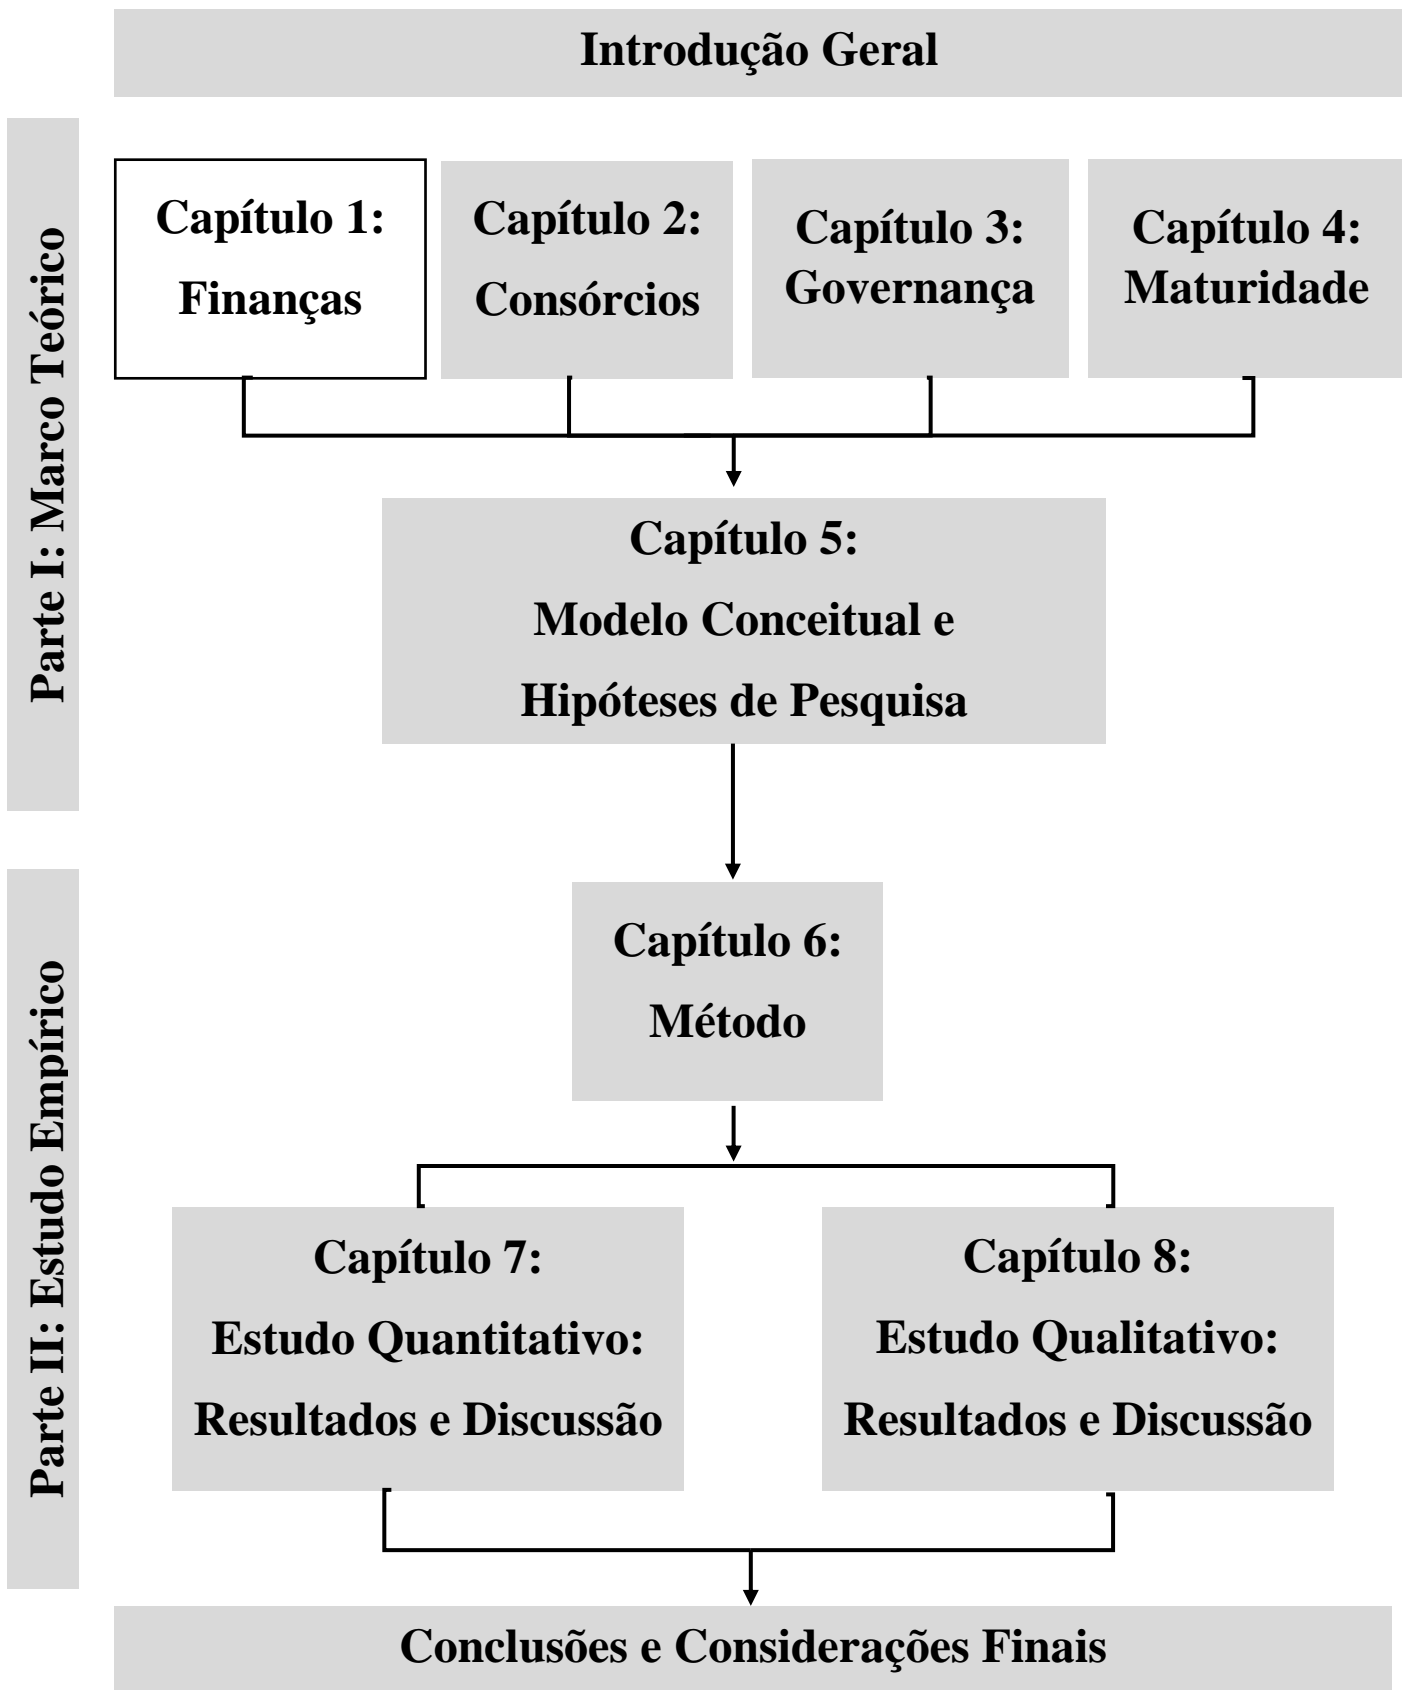 Introdução Geral
Parte I: Marco Teórico
Capítulo 1:
Finanças
Capítulo 2:
Consórcios
Capítulo 3:
Governança
Capítulo 4:
Maturidade
Capítulo 5:
Modelo Conceitual e
Hipóteses de Pesquisa
Parte II: Estudo Empírico
Capítulo 6:
Método
Capítulo 7:
Estudo Quantitativo:
Resultados e Discussão
Capítulo 8:
Estudo Qualitativo:
Resultados e Discussão
Conclusões e Considerações Finais